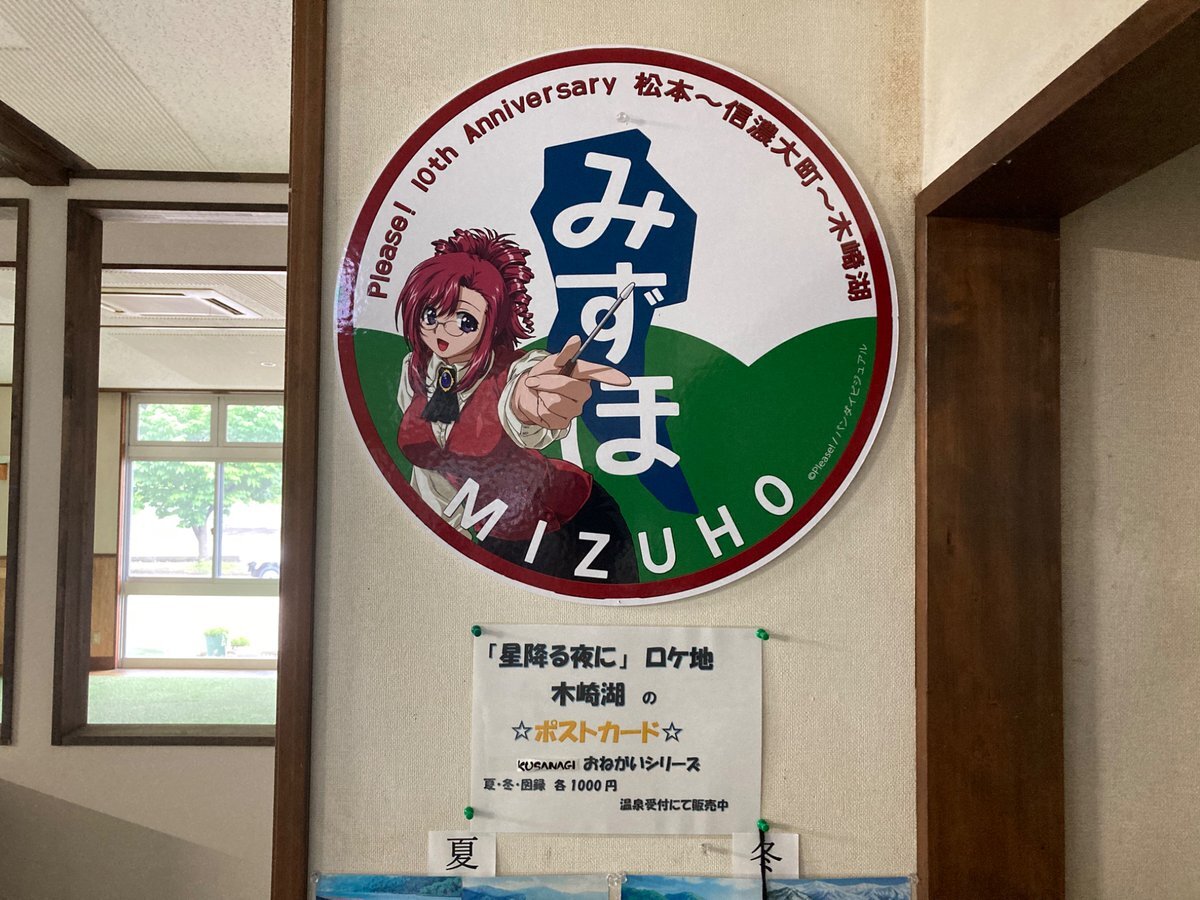 Please! 10th Anniversary 松本〜信濃大町〜木崎湖
みずほ
MIZUHO
©Please!/バンダイビジュアル
「星降る夜に」ロケ地
木崎湖 の
☆ポストカード☆
KUSANAGI おねがいシリーズ
夏・冬・図録 各1000円
温泉受付にて販売中
夏
冬